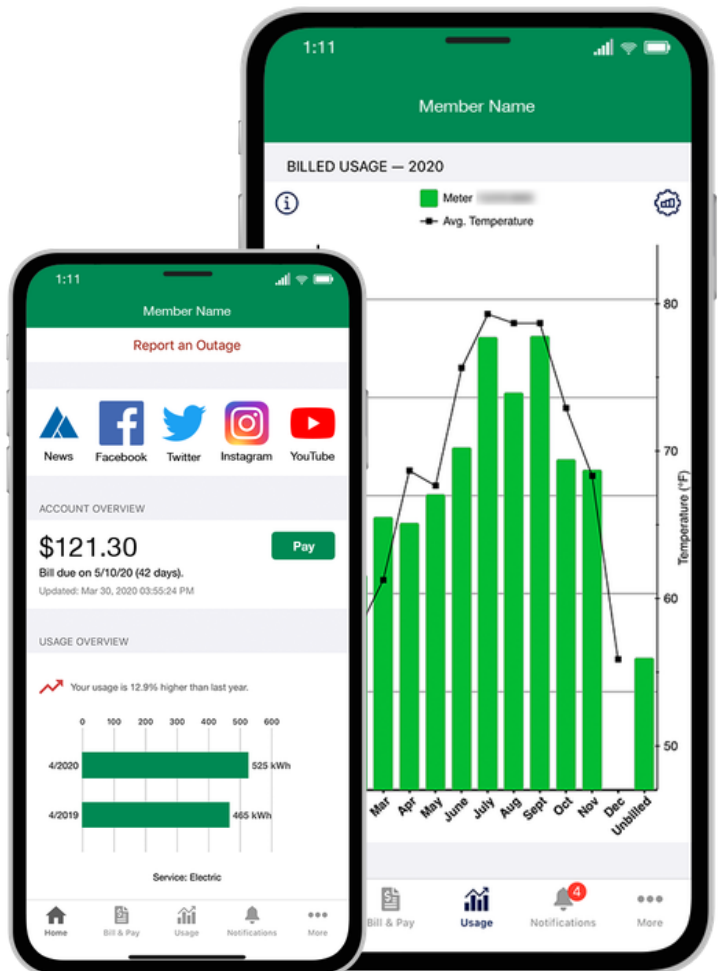 1:11
Member Name
BILLED USAGE — 2020
Meter
Avg. Temperature
80
70
60
50
Temperature (°F)
Mar Apr May June July Aug Sept Oct Nov Dec Unbilled
Bill & Pay Usage 4 Notifications More
1:11
Member Name
Report an Outage
News Facebook Twitter Instagram YouTube
ACCOUNT OVERVIEW
$121.30 Pay
Bill due on 5/10/20 (42 days).
Updated: Mar 30, 2020 03:55:24 PM
USAGE OVERVIEW
Your usage is 12.9% higher than last year.
0 100 200 300 400 500 600
4/2020 525 kWh
4/2019 465 kWh
Service: Electric
Home Bill & Pay Usage Notifications More